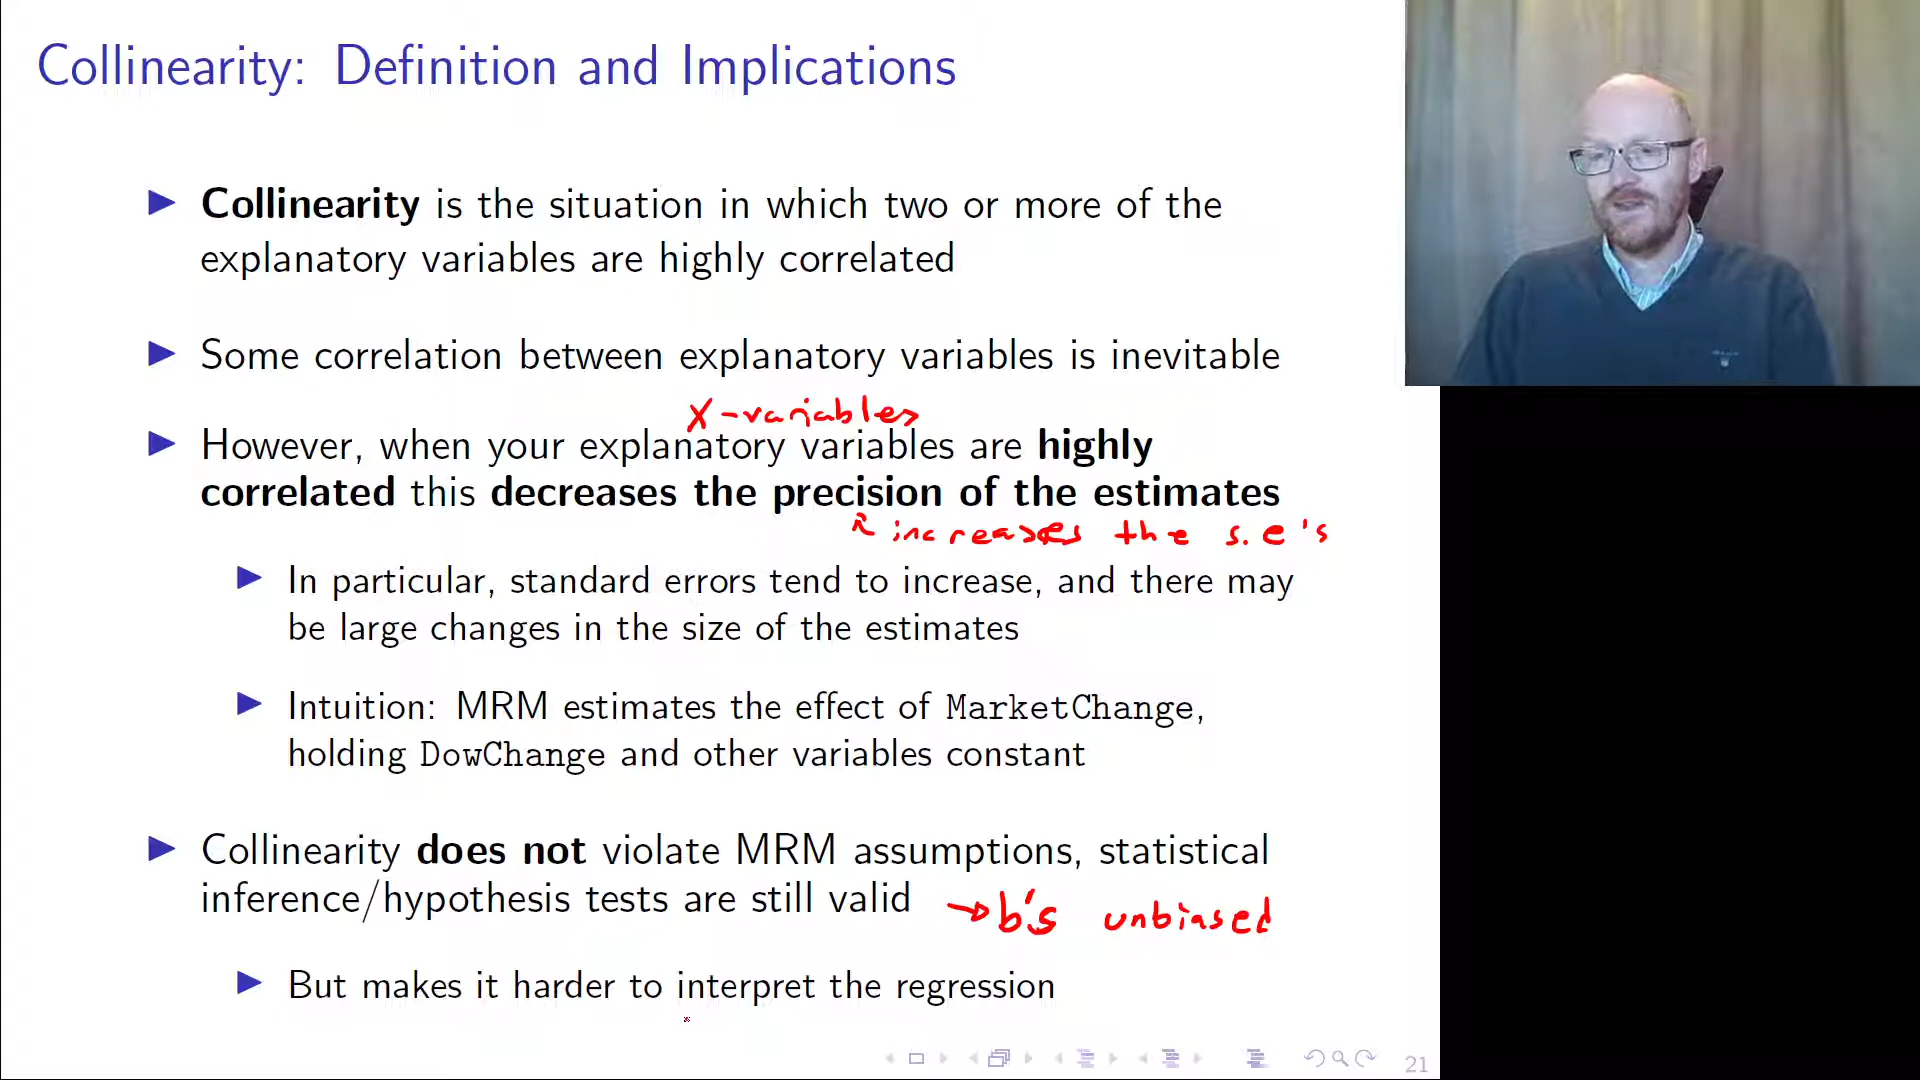 Collinearity: Definition and Implications
Collinearity is the situation in which two or more of the
explanatory variables are highly correlated
Some correlation between explanatory variables is inevitable
X-variables
However, when your explanatory variables are highly
correlated this decreases the precision of the estimates
increases the s.e's
In particular, standard errors tend to increase, and there may
be large changes in the size of the estimates
Intuition: MRM estimates the effect of MarketChange,
holding DowChange and other variables constant
Collinearity does not violate MRM assumptions, statistical
inference/hypothesis tests are still valid
→ b's unbiased
But makes it harder to interpret the regression
21